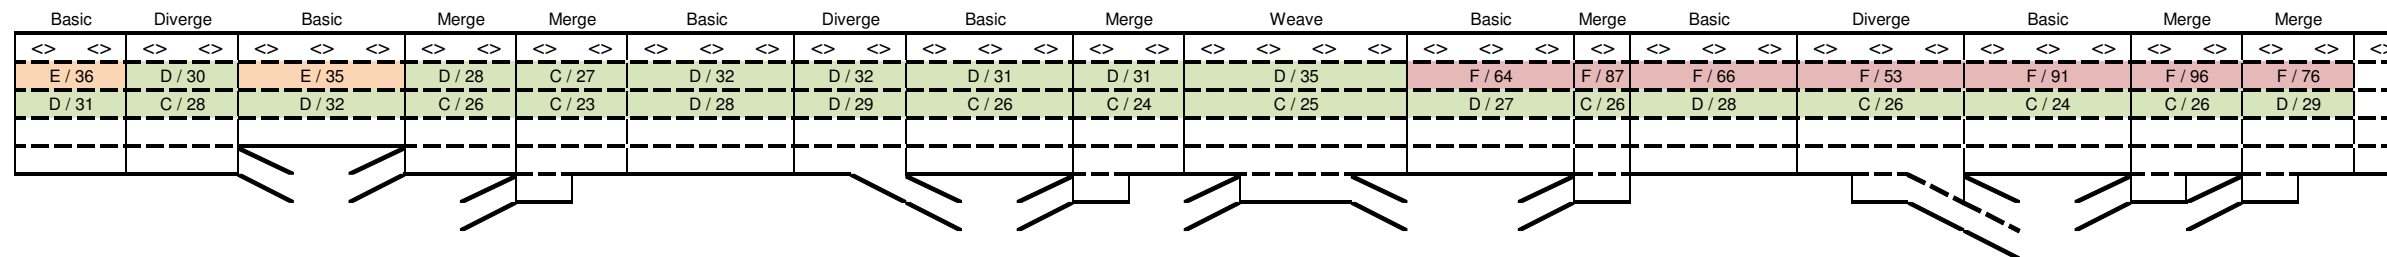 Basic Diverge Basic Merge Merge Basic Diverge Basic Merge Weave Basic Merge Basic Diverge Basic Merge Merge
<> <> <> <> <> <> <> <> <> <> <> <> <> <> <> <> <> <> <> <> <> <> <> <> <> <> <> <> <> <> <> <> <> <> <> <> <> <> <> <> <> <> <>
E / 36 D / 30 E / 35 D / 28 C / 27 D / 32 D / 32 D / 31 D / 31 D / 35 F / 64 F / 87 F / 66 F / 53 F / 91 F / 96 F / 76
D / 31 C / 28 D / 32 C / 26 C / 23 D / 28 D / 29 C / 26 C / 24 C / 25 D / 27 C / 26 D / 28 C / 26 C / 24 C / 26 D / 29